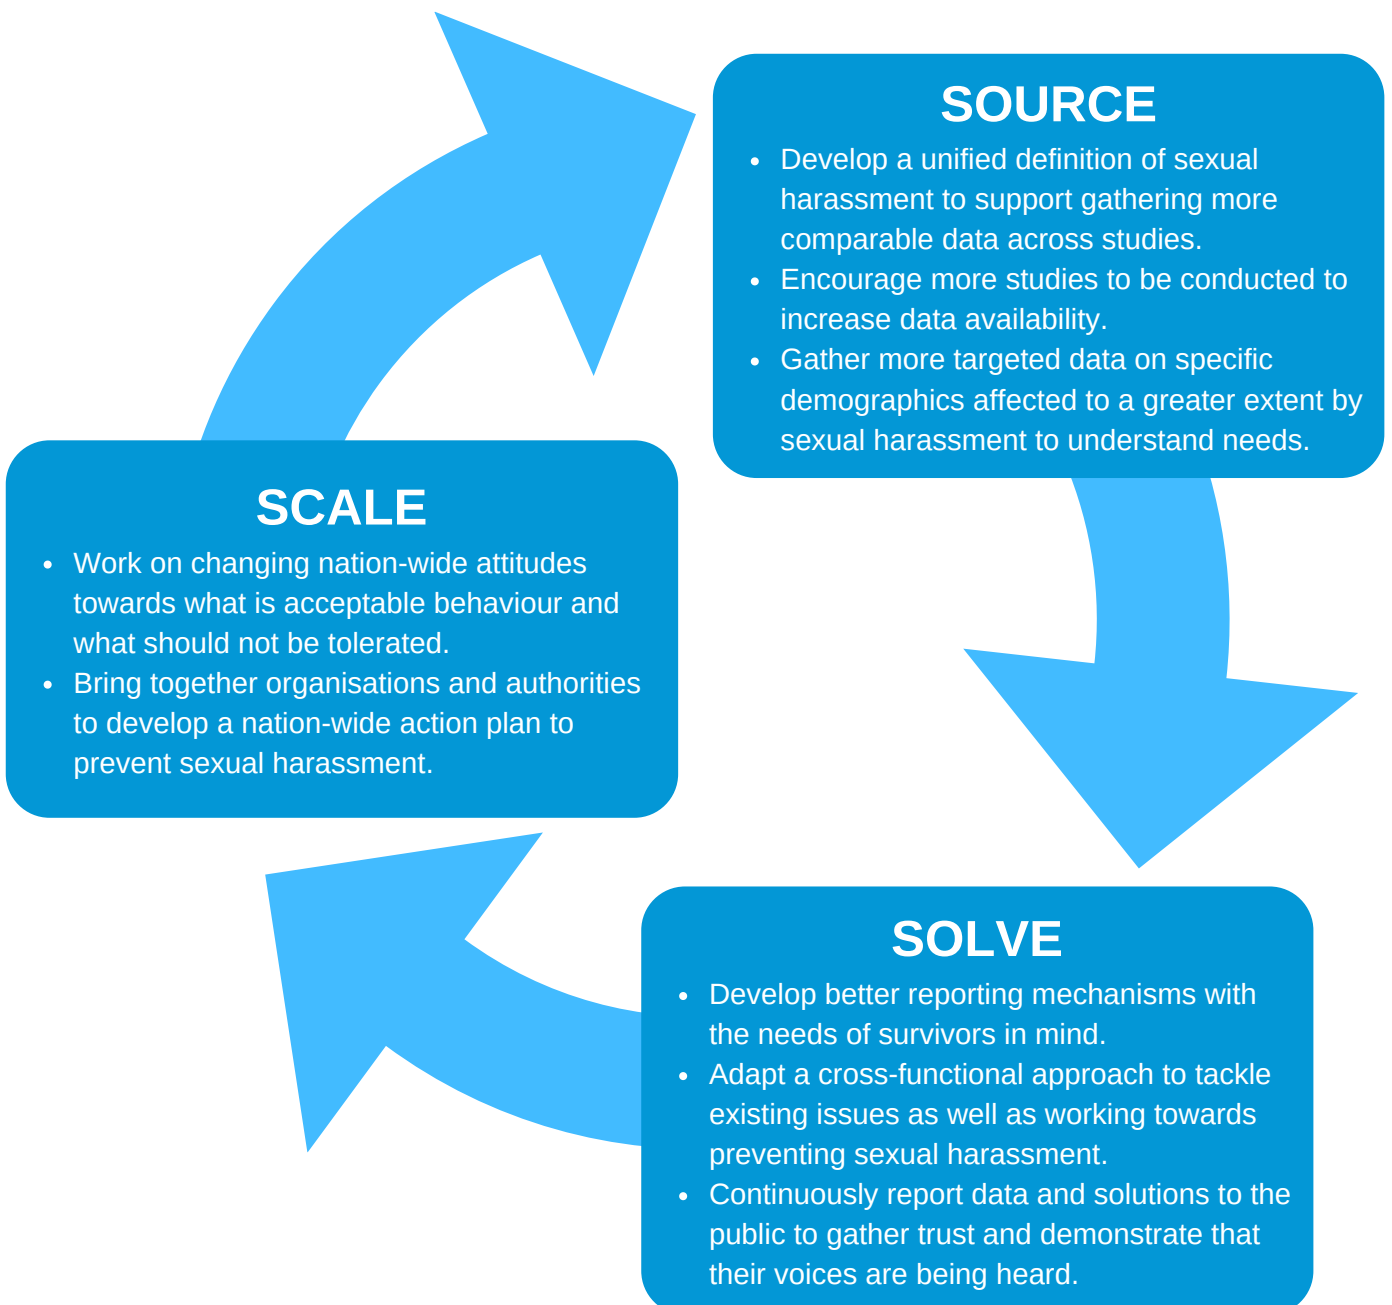 SOURCE
• Develop a unified definition of sexual
harassment to support gathering more
comparable data across studies.
• Encourage more studies to be conducted to
increase data availability.
• Gather more targeted data on specific
demographics affected to a greater extent by
sexual harassment to understand needs.
SOLVE
• Develop better reporting mechanisms with
the needs of survivors in mind.
• Adapt a cross-functional approach to tackle
existing issues as well as working towards
preventing sexual harassment.
• Continuously report data and solutions to the
public to gather trust and demonstrate that
their voices are being heard.
SCALE
• Work on changing nation-wide attitudes
towards what is acceptable behaviour and
what should not be tolerated.
• Bring together organisations and authorities
to develop a nation-wide action plan to
prevent sexual harassment.